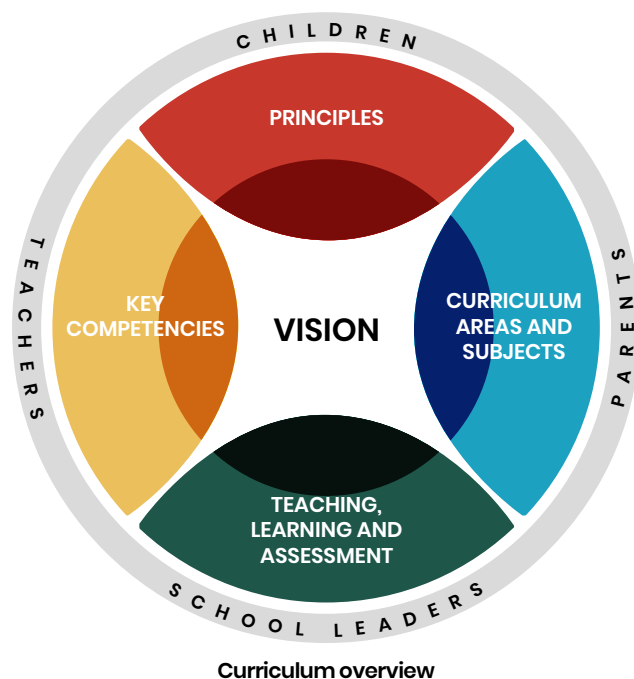 CHILDREN
PRINCIPLES
TEACHERS
KEY
COMPETENCIES
VISION
CURRICULUM
AREAS AND
SUBJECTS
PARENTS
TEACHING,
LEARNING AND
ASSESSMENT
SCHOOL LEADERS
Curriculum overview